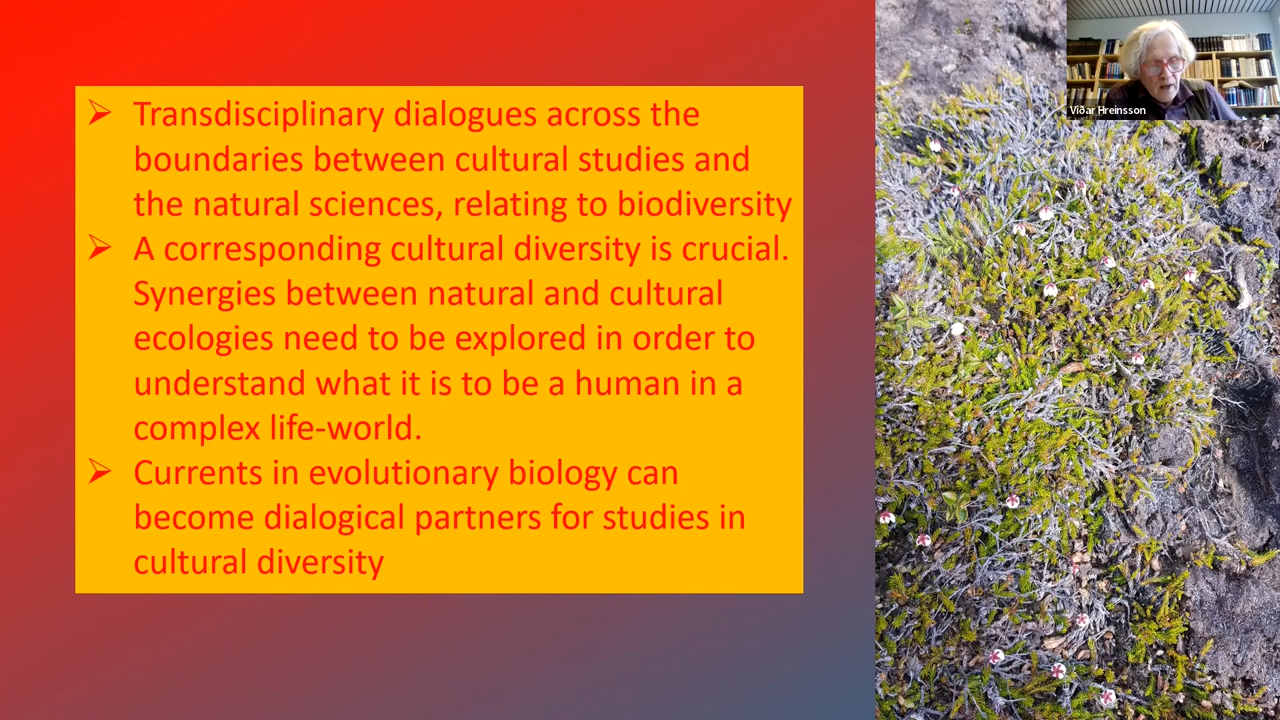 ➢ Transdisciplinary dialogues across the
boundaries between cultural studies and
the natural sciences, relating to biodiversity
➢ A corresponding cultural diversity is crucial.
Synergies between natural and cultural
ecologies need to be explored in order to
understand what it is to be a human in a
complex life-world.
➢ Currents in evolutionary biology can
become dialogical partners for studies in
cultural diversity
Viðar Hreinsson